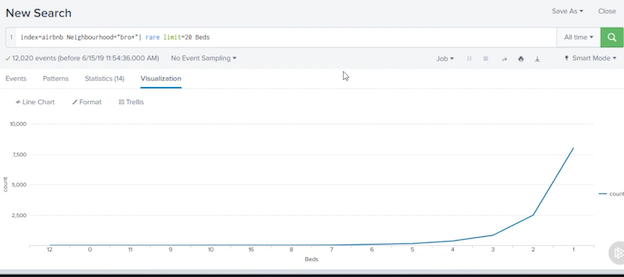 New Search
Save As ▾ Close
1 index=airbnb Neighbourhood="bro*"| rare limit=20 Beds
All time ▾
✓ 12,020 events (before 6/15/19 11:54:36.000 AM) No Event Sampling ▾
Job ▾ Smart Mode ▾
Events Patterns Statistics (14) Visualization
Line Chart Format Trellis
10,000
7,500
5,000
2,500
count
12 0 11 9 10 16 8 7 6 5 4 3 2 1
Beds
count